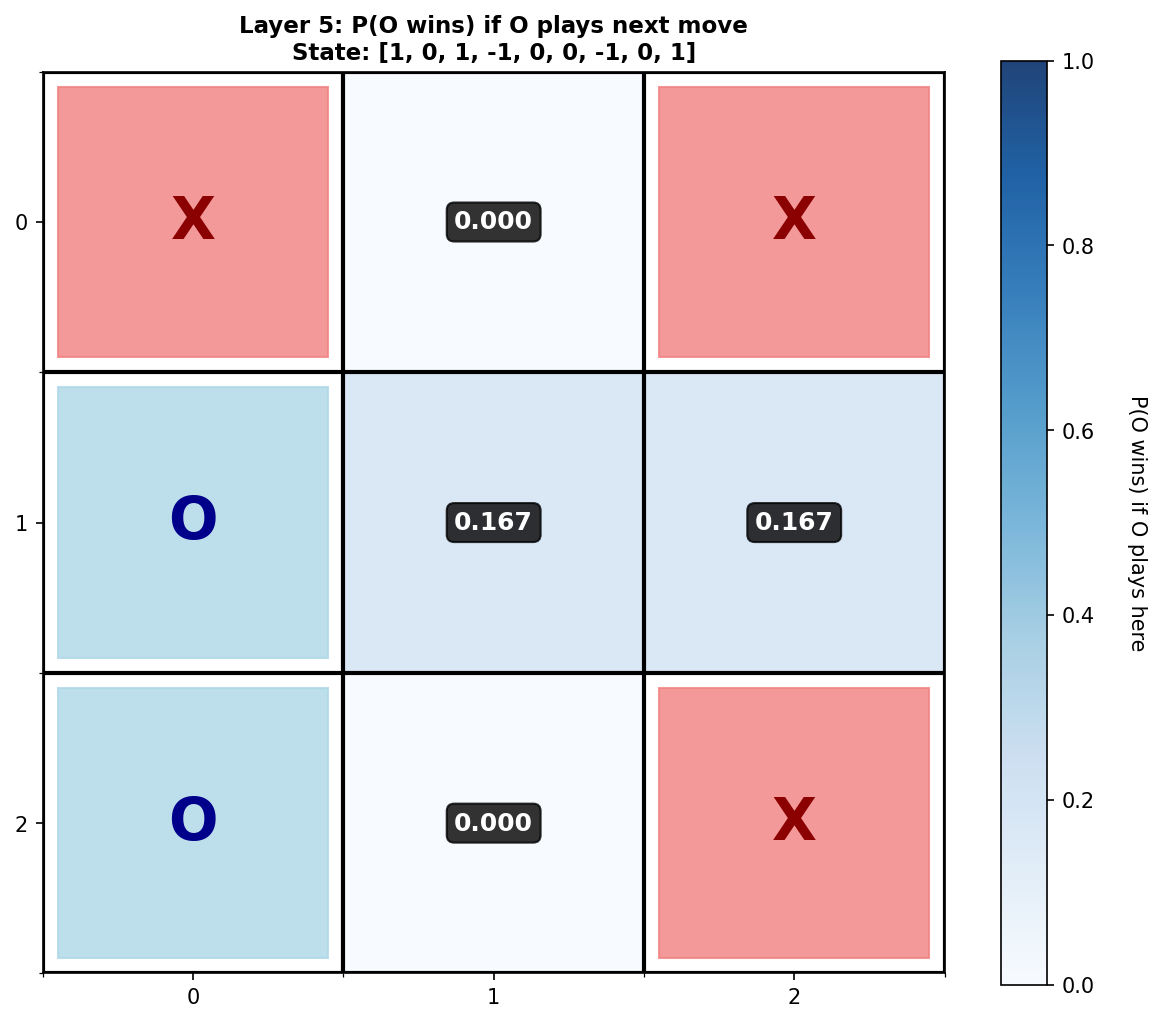 Layer 5: P(O wins) if O plays next move
State: [1, 0, 1, -1, 0, 0, -1, 0, 1]
X
0.000
X
O
0.167
0.167
O
0.000
X
0
1
2
0
1
2
1.0
0.8
0.6
0.4
0.2
0.0
P(O wins) if O plays here